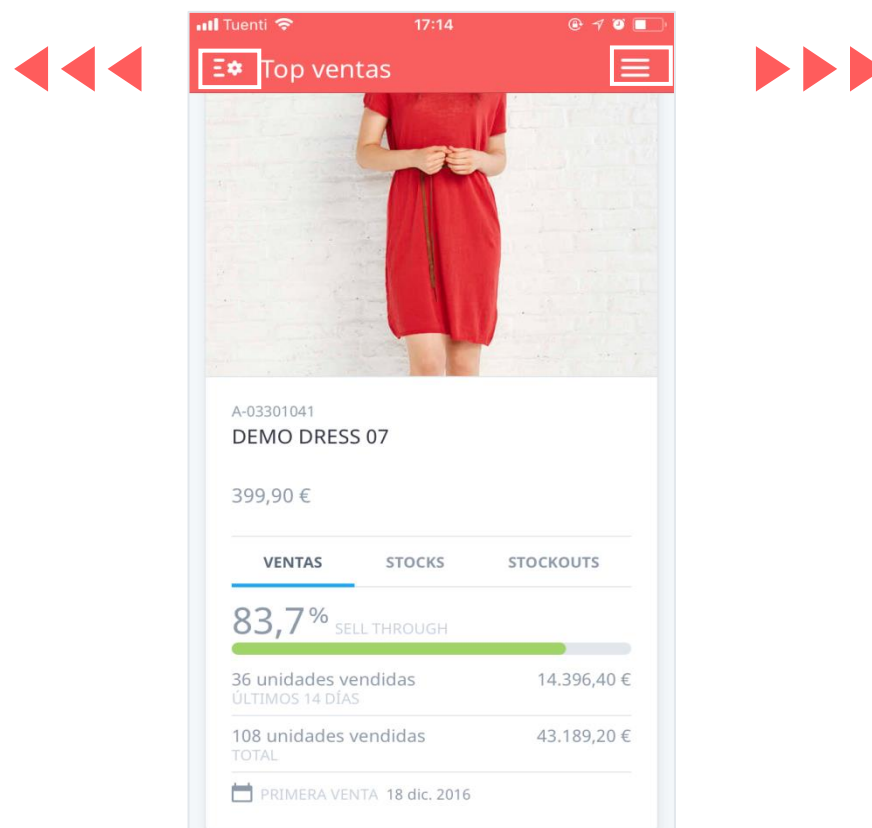 Tuenti 17:14
Top ventas
A-03301041
DEMO DRESS 07
399,90 €
VENTAS STOCKS STOCKOUTS
83,7% SELL THROUGH
36 unidades vendidas 14.396,40 €
ÚLTIMOS 14 DÍAS
108 unidades vendidas 43.189,20 €
TOTAL
PRIMERA VENTA 18 dic. 2016